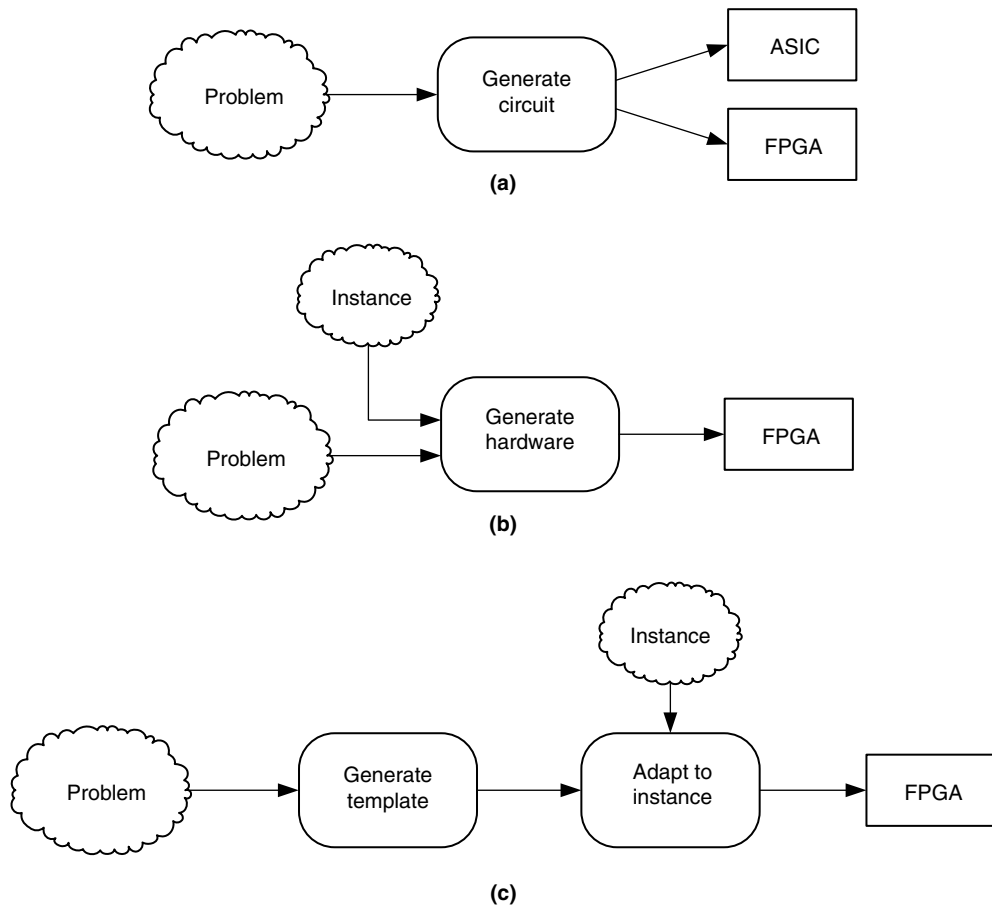 ASIC
Problem
Generate
circuit
FPGA
(a)
Instance
Generate
hardware
FPGA
Problem
(b)
Instance
Problem
Generate
template
Adapt to
instance
FPGA
(c)